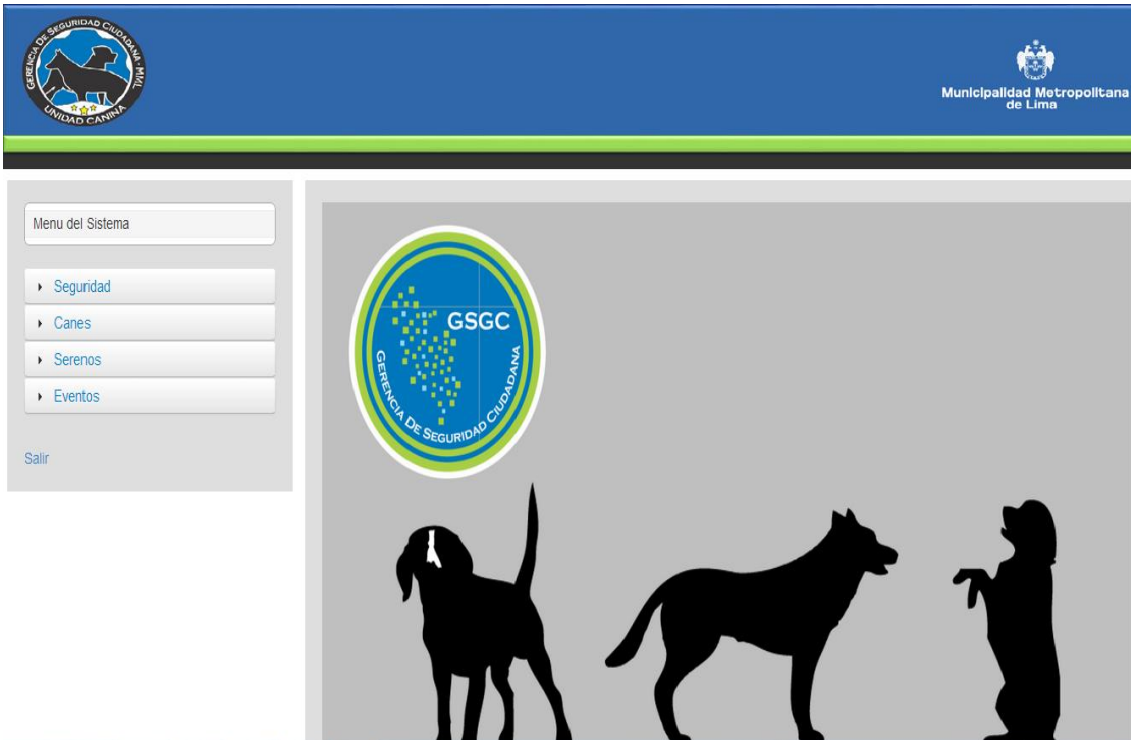 GERENCIA DE SEGURIDAD CIUDADANA - MML
UNIDAD CANINA
Municipalidad Metropolitana
de Lima
Menu del Sistema
Seguridad
Canes
Serenos
Eventos
Salir
GSGC
GERENCIA DE SEGURIDAD CIUDADANA